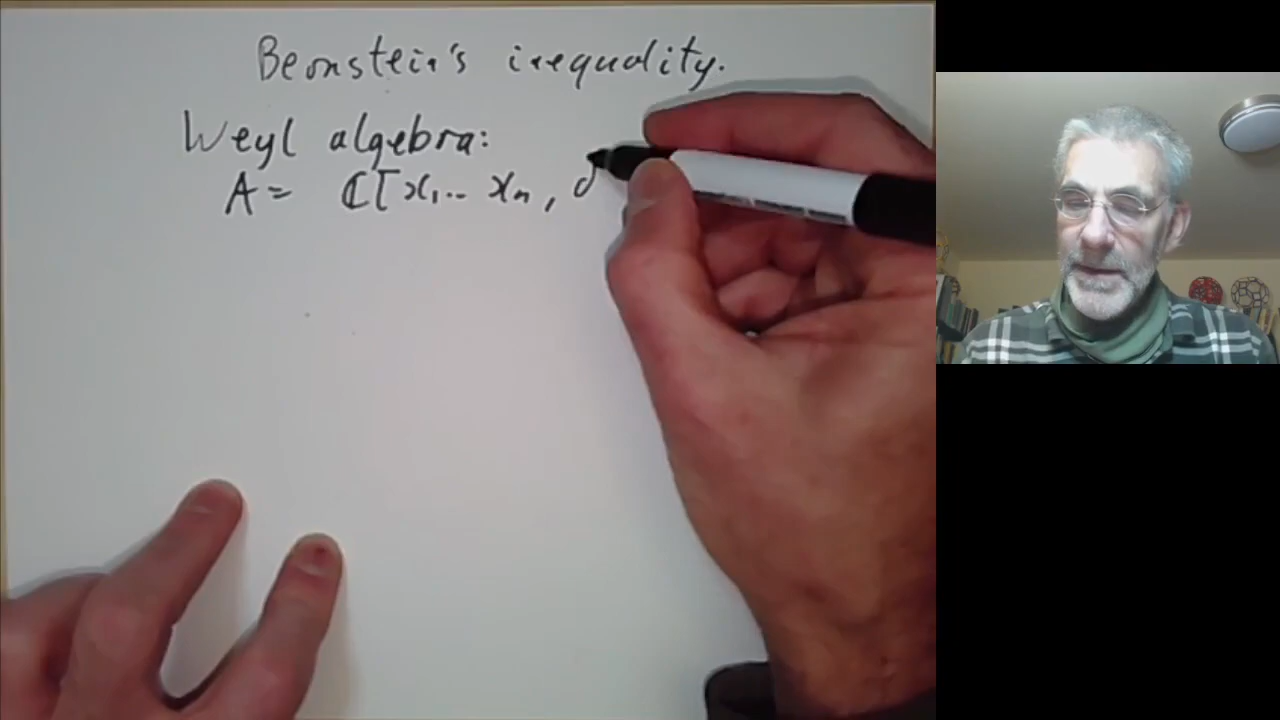 Bernstein's inequality.
Weyl algebra:
A = ℂ[x₁... xₙ, ∂